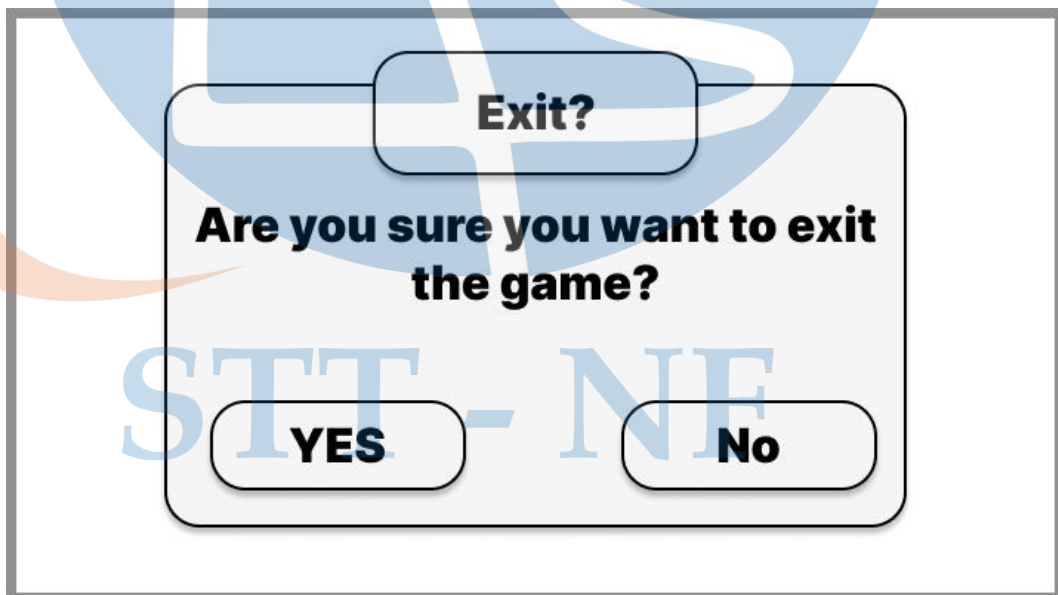 Exit?
Are you sure you want to exit
the game?
STT - NF
YES
No